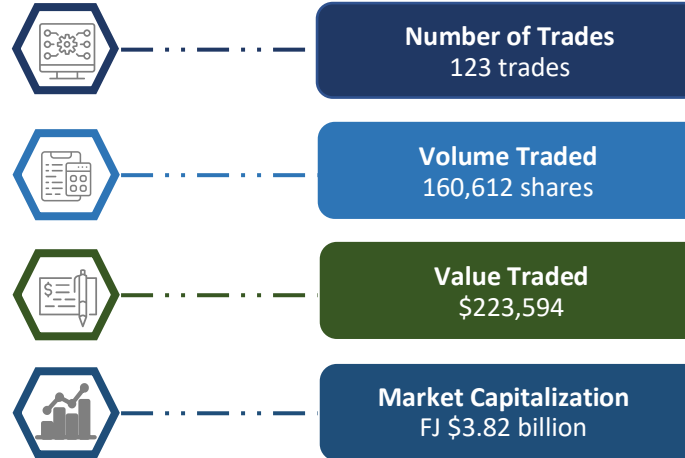 Number of Trades
123 trades
Volume Traded
160,612 shares
$
Value Traded
$223,594
Market Capitalization
FJ $3.82 billion